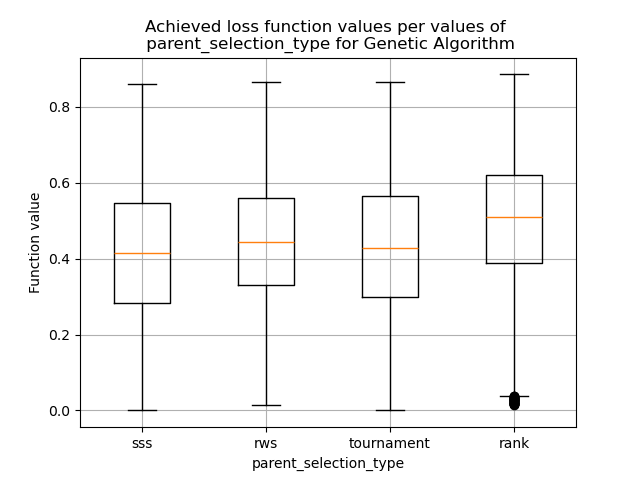 Achieved loss function values per values of
parent_selection_type for Genetic Algorithm
Function value
0.8
0.6
0.4
0.2
0.0
sss
rws
tournament
rank
parent_selection_type